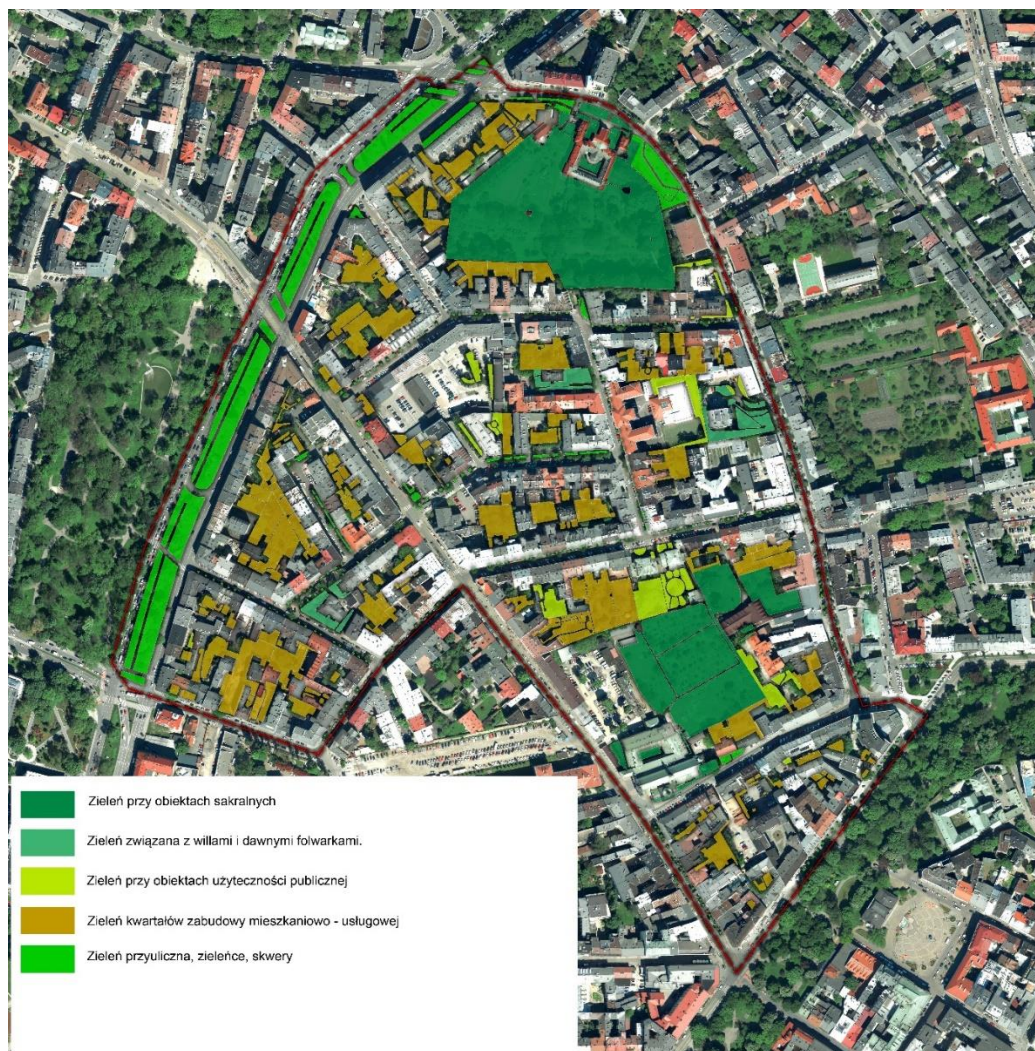 Zieleń przy obiektach sakralnych
Zieleń związana z willami i dawnymi folwarkami.
Zieleń przy obiektach użyteczności publicznej
Zieleń kwartałów zabudowy mieszkaniowo - usługowej
Zieleń przyuliczna, zieleńce, skwery